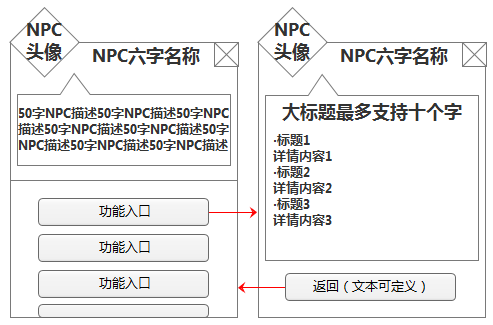 NPC
头像
NPC六字名称
50字NPC描述50字NPC描述50字NPC
描述50字NPC描述50字NPC描述50字
NPC描述50字NPC描述50字NPC描述
功能入口
功能入口
功能入口
NPC
头像
NPC六字名称
大标题最多支持十个字
·标题1
详情内容1
·标题2
详情内容2
·标题3
详情内容3
返回（文本可定义）